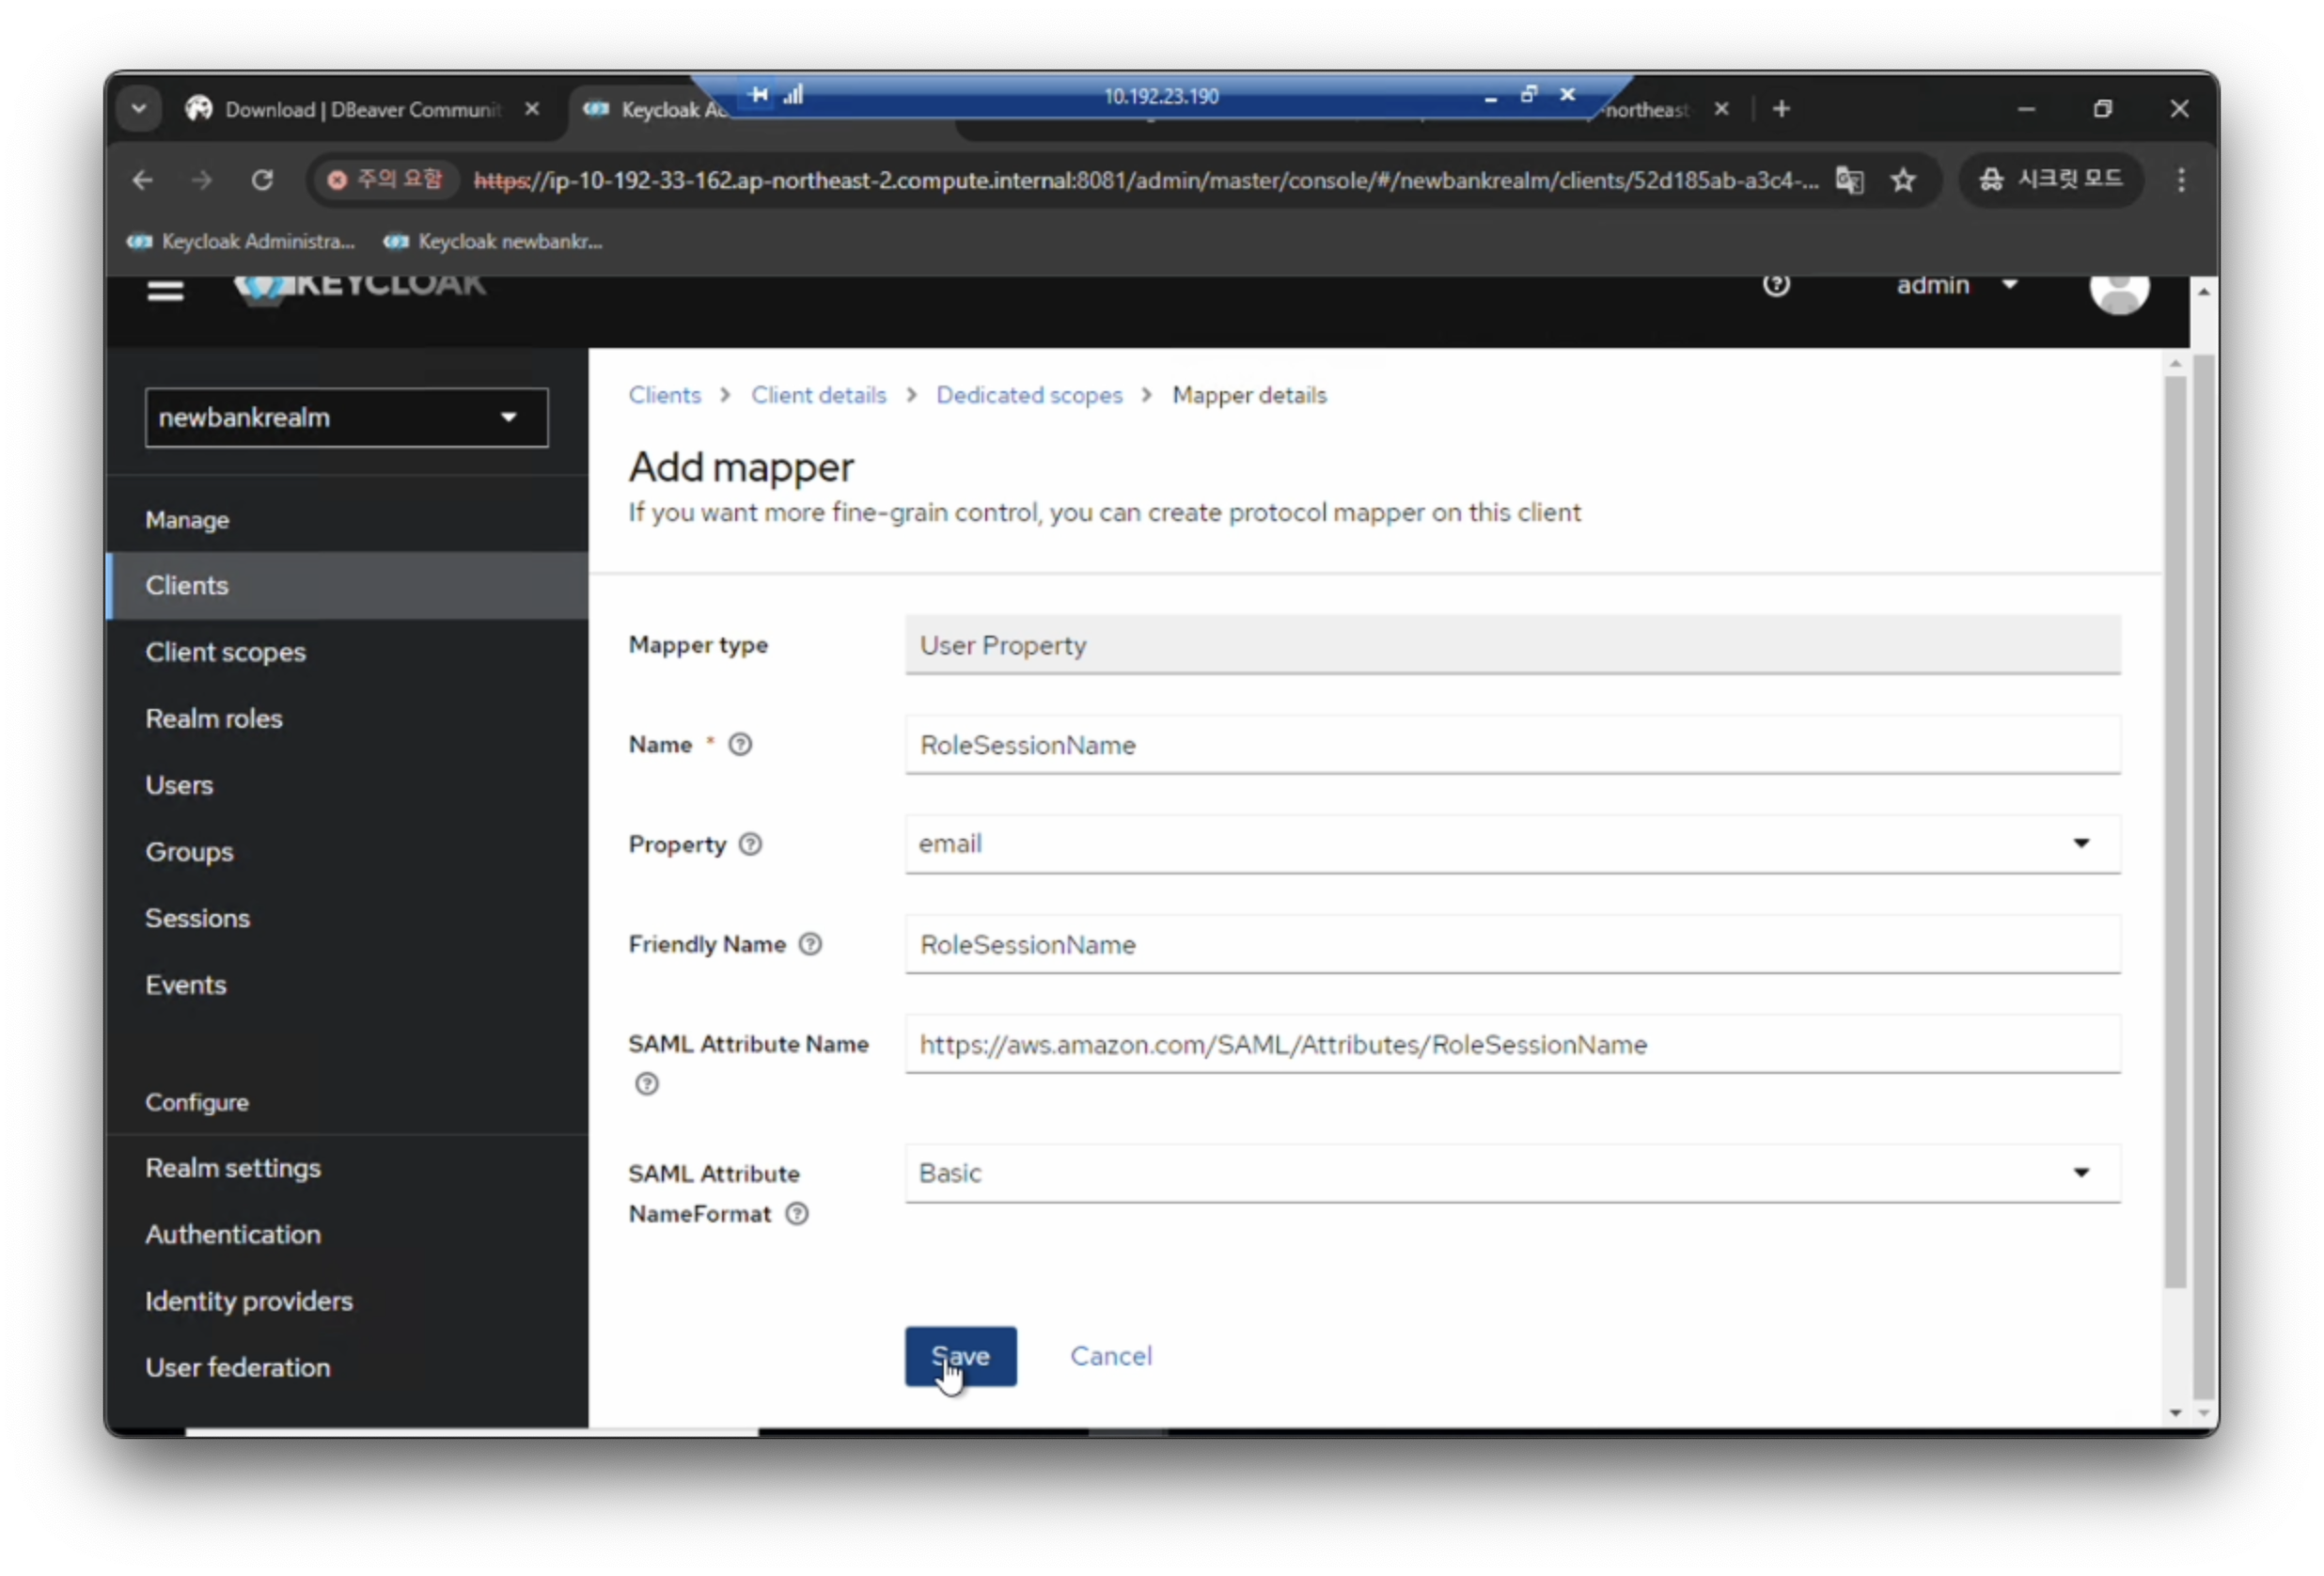 10.192.23.190
Download | DBeaver Communit
Keycloak Ad
-northeast
주의 요함 https://ip-10-192-33-162.ap-northeast-2.compute.internal:8081/admin/master/console/#/newbankrealm/clients/52d185ab-a3c4-... 시크릿 모드
Keycloak Administra... Keycloak newbankr...
KEYCLOAK
admin
newbankrealm
Manage
Clients
Client scopes
Realm roles
Users
Groups
Sessions
Events
Configure
Realm settings
Authentication
Identity providers
User federation
Clients > Client details > Dedicated scopes > Mapper details
Add mapper
If you want more fine-grain control, you can create protocol mapper on this client
Mapper type User Property
Name * RoleSessionName
Property email
Friendly Name RoleSessionName
SAML Attribute Name https://aws.amazon.com/SAML/Attributes/RoleSessionName
SAML Attribute NameFormat Basic
Save Cancel